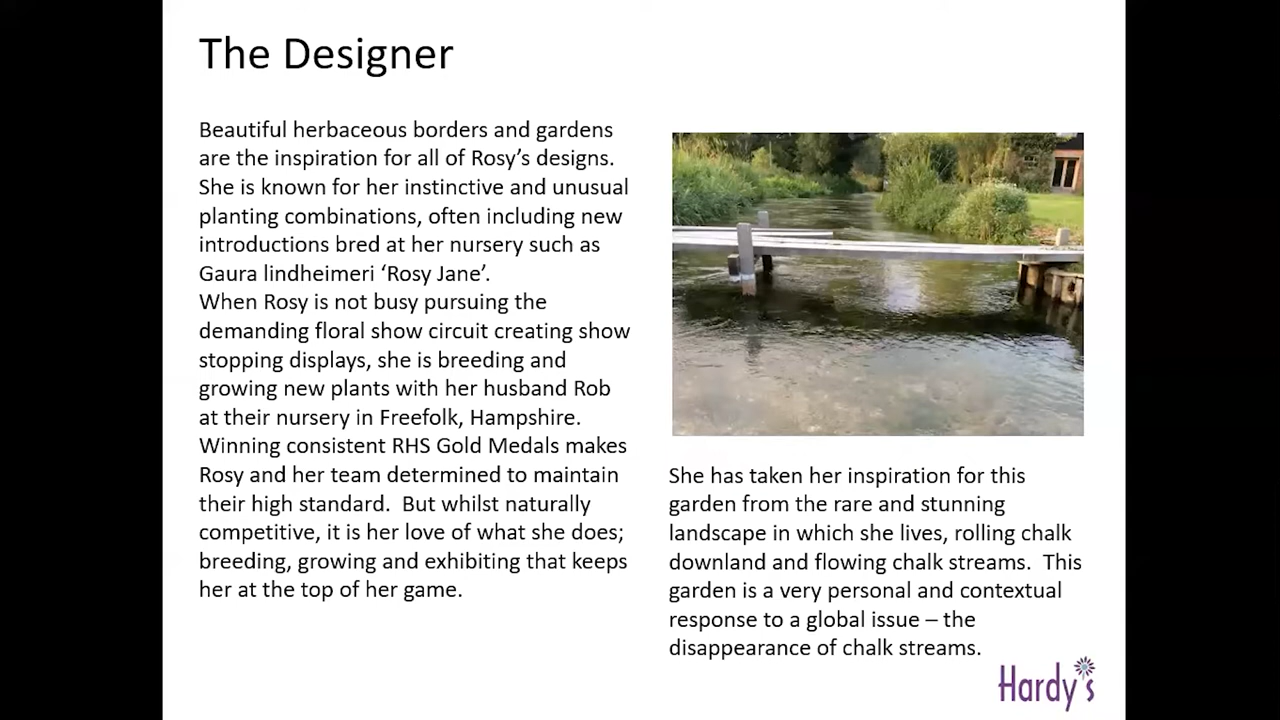 The Designer
Beautiful herbaceous borders and gardens
are the inspiration for all of Rosy’s designs.
She is known for her instinctive and unusual
planting combinations, often including new
introductions bred at her nursery such as
Gaura lindheimeri ‘Rosy Jane’.
When Rosy is not busy pursuing the
demanding floral show circuit creating show
stopping displays, she is breeding and
growing new plants with her husband Rob
at their nursery in Freefolk, Hampshire.
Winning consistent RHS Gold Medals makes
Rosy and her team determined to maintain
their high standard.  But whilst naturally
competitive, it is her love of what she does;
breeding, growing and exhibiting that keeps
her at the top of her game.
She has taken her inspiration for this
garden from the rare and stunning
landscape in which she lives, rolling chalk
downland and flowing chalk streams.  This
garden is a very personal and contextual
response to a global issue – the
disappearance of chalk streams.
Hardy's